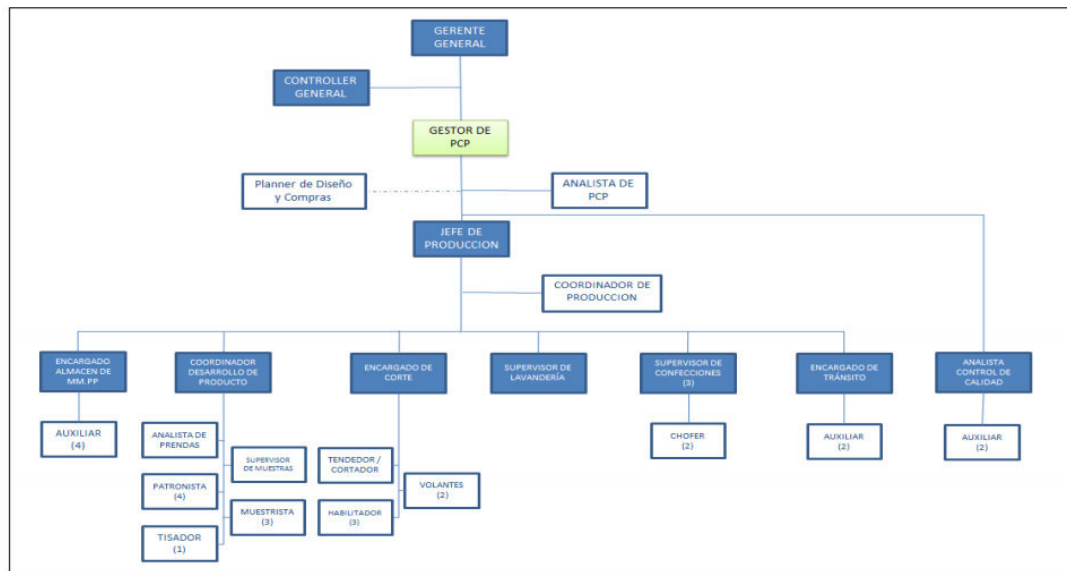 GERENTE
GENERAL
CONTROLLER
GENERAL
GESTOR DE
PCP
Planner de Diseño
y Compras
ANALISTA DE
PCP
JEFE DE
PRODUCCION
COORDINADOR DE
PRODUCCION
ENCARGADO
ALMACEN DE
MM.PP
COORDINADOR
DESARROLLO DE
PRODUCTO
ENCARGADO DE
CORTE
SUPERVISOR DE
LAVANDERÍA
SUPERVISOR DE
CONFECCIONES
(3)
ENCARGADO DE
TRÁNSITO
ANALISTA
CONTROL DE
CALIDAD
AUXILIAR
(4)
ANALISTA DE
PRENDAS
SUPERVISOR
DE MUESTRAS
PATRONISTA
(4)
MUESTRISTA
(3)
TISADOR
(1)
TENDEDOR /
CORTADOR
VOLANTES
(2)
HABILITADOR
(3)
CHOFER
(2)
AUXILIAR
(2)
AUXILIAR
(2)